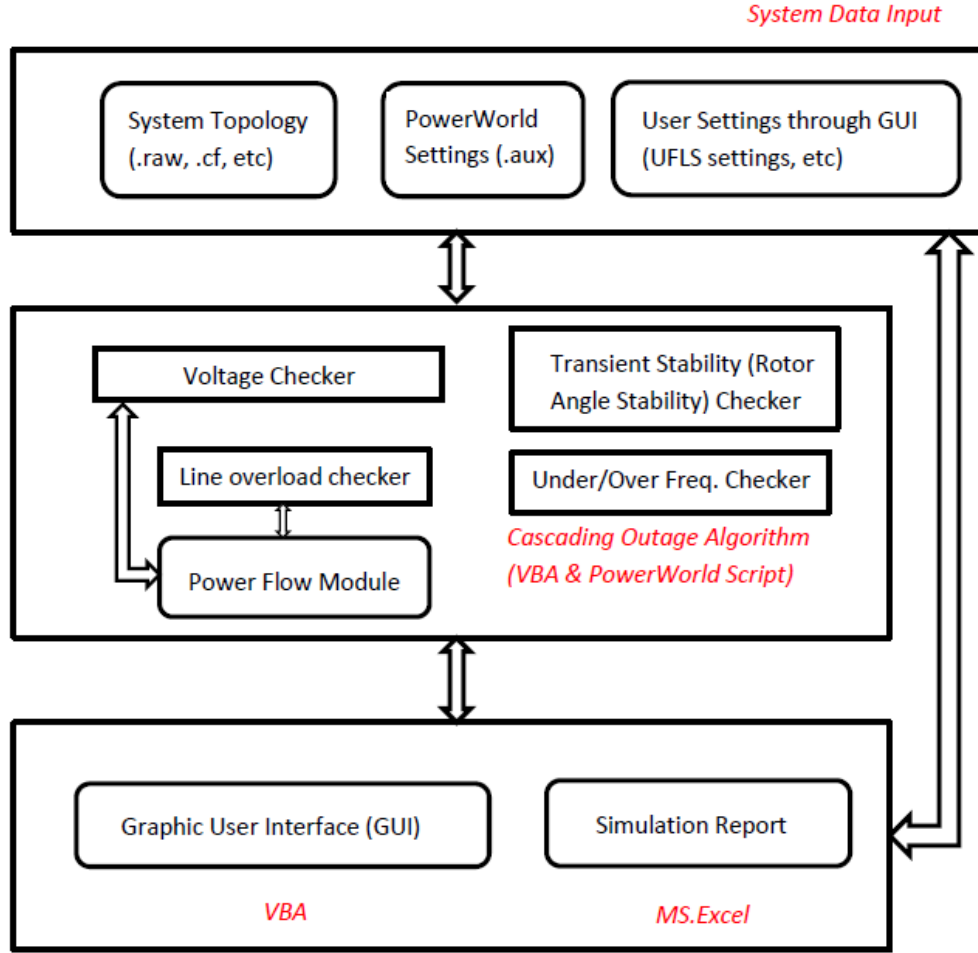 System Data Input
System Topology
(.raw, .cf, etc)
PowerWorld
Settings (.aux)
User Settings through GUI
(UFLS settings, etc)
Voltage Checker
Transient Stability (Rotor
Angle Stability) Checker
Line overload checker
Under/Over Freq. Checker
Cascading Outage Algorithm
(VBA & PowerWorld Script)
Power Flow Module
Graphic User Interface (GUI)
Simulation Report
VBA
MS.Excel